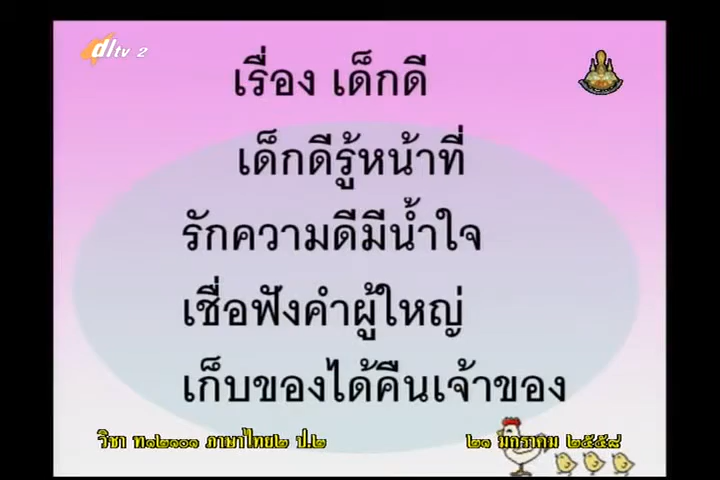 dltv 2
เรื่อง เด็กดี
เด็กดีรู้หน้าที่
รักความดีมีน้ำใจ
เชื่อฟังคำผู้ใหญ่
เก็บของได้คืนเจ้าของ
วิชา ท๑๒๑๐๑ ภาษาไทย๒ ป.๒
๒๑ มกราคม ๒๕๕๘